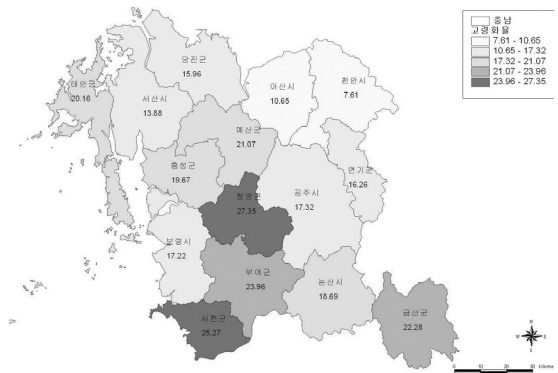 충남
고령화율
7.61 - 10.65
10.65 - 17.32
17.32 - 21.07
21.07 - 23.96
23.96 - 27.35
당진군
15.96
아산시
10.65
천안시
7.61
태안군
20.16
서산시
13.88
예산군
21.07
홍성군
19.67
연기군
16.26
공주시
17.32
청양군
27.35
보령시
17.22
부여군
23.96
논산시
18.69
금산군
22.28
서천군
25.27
N
W E
S
0 10 20 30